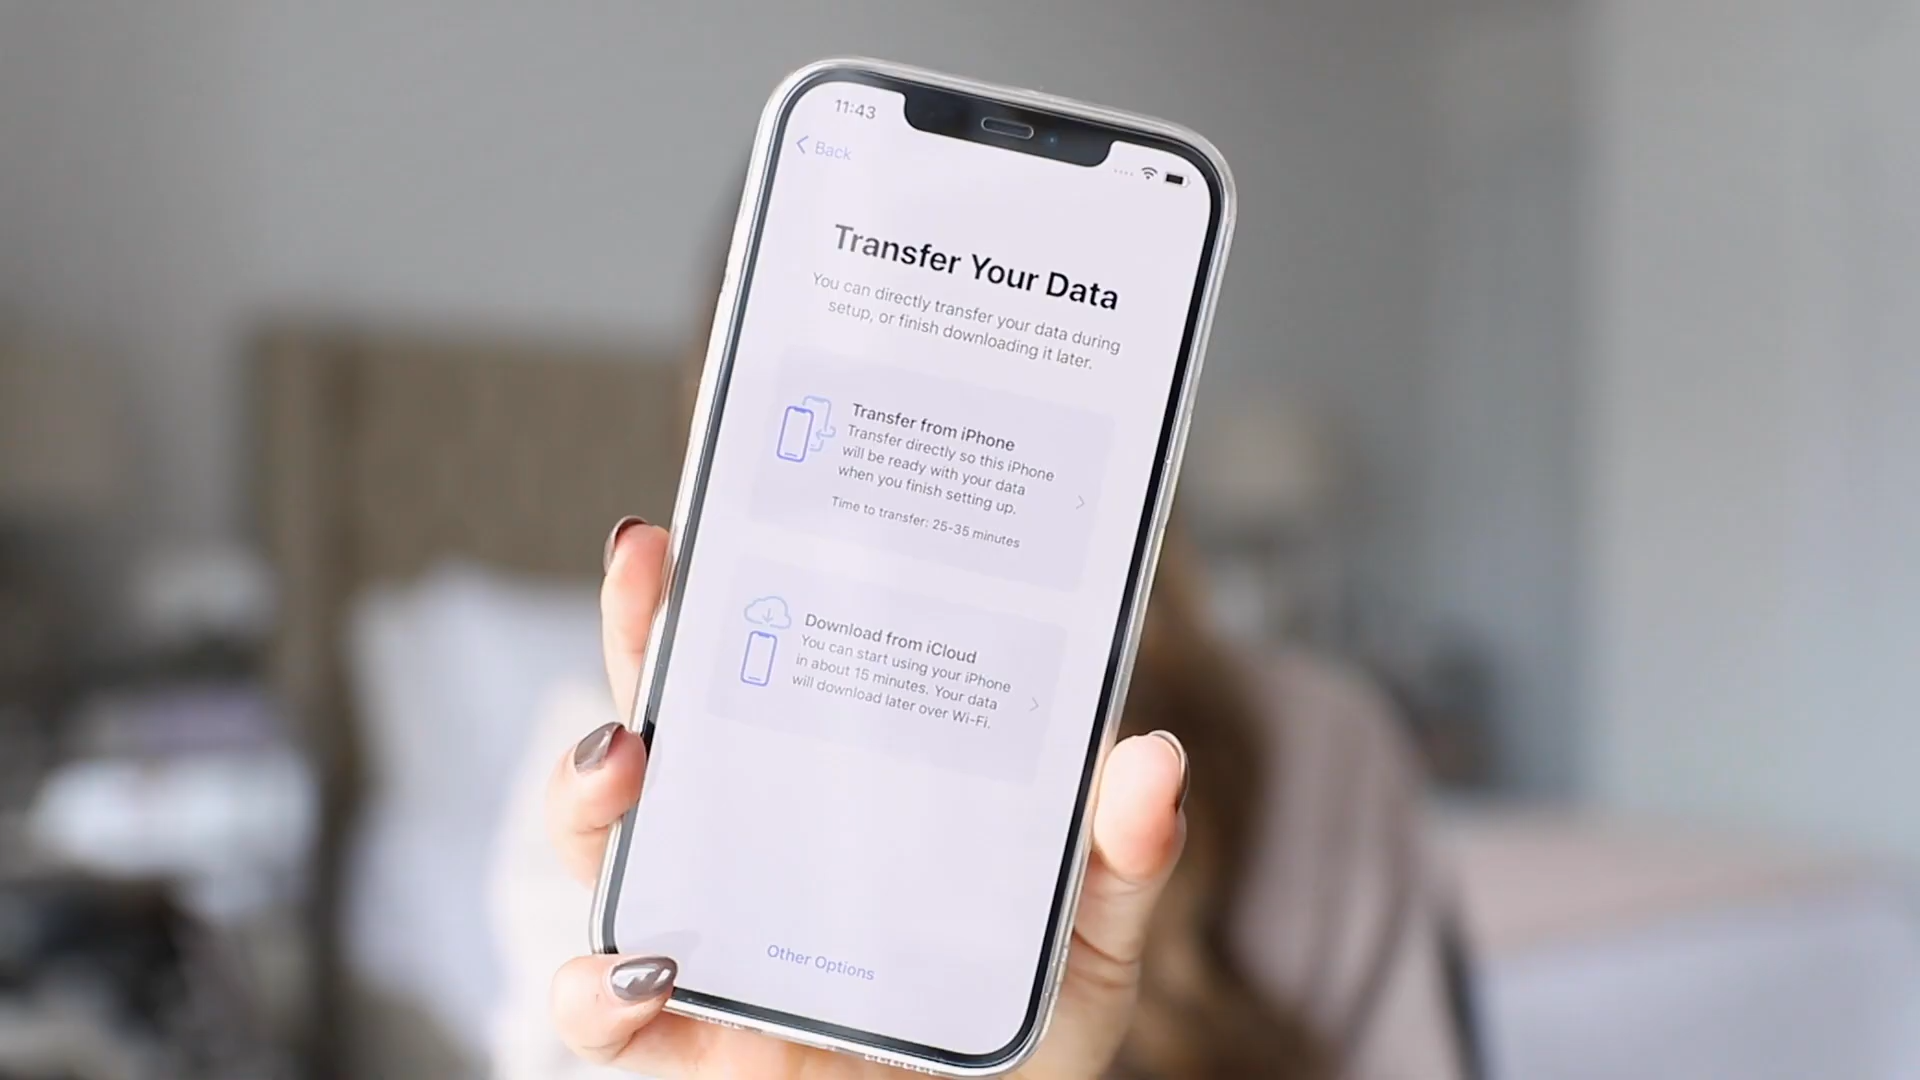 11:43
Back
Transfer Your Data
You can directly transfer your data during
setup, or finish downloading it later.
Transfer from iPhone
Transfer directly so this iPhone
will be ready with your data
when you finish setting up.
Time to transfer: 25-35 minutes
Download from iCloud
You can start using your iPhone
in about 15 minutes. Your data
will download later over Wi-Fi.
Other Options